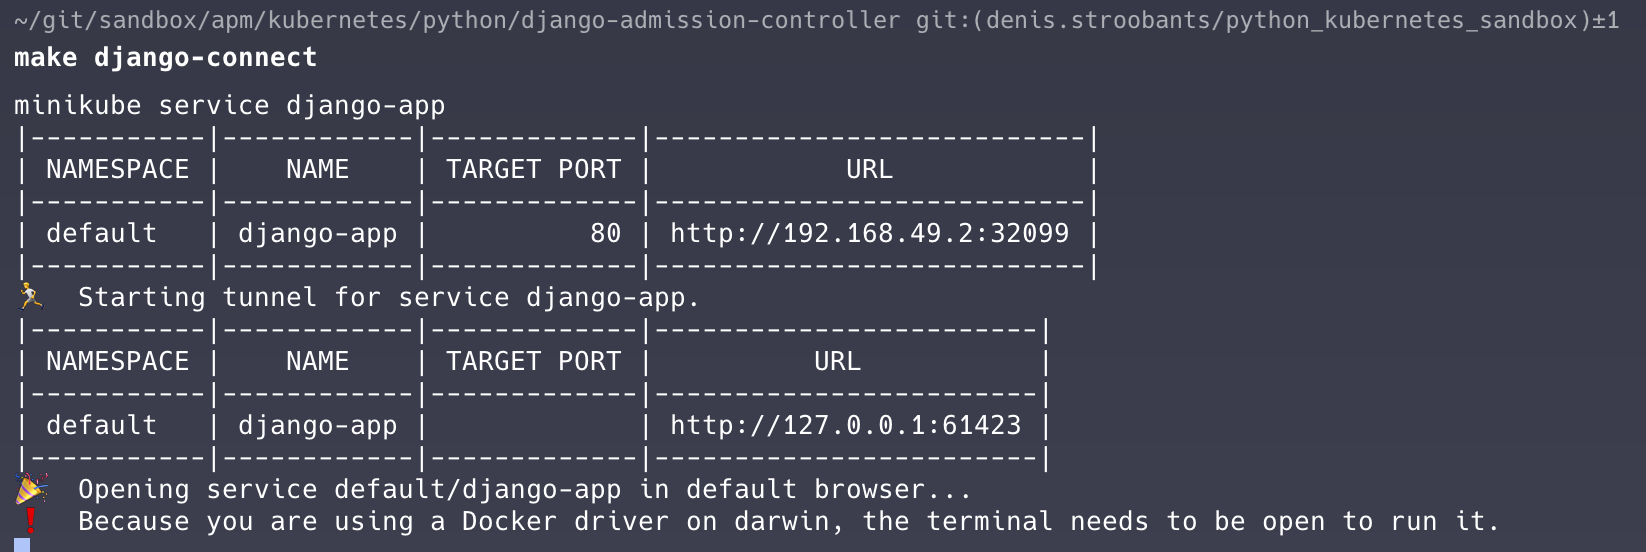 ~/git/sandbox/apm/kubernetes/python/django-admission-controller git:(denis.stroobants/python_kubernetes_sandbox)±1
make django-connect
minikube service django-app
|-----------|------------|-------------|---------------------------|
| NAMESPACE |    NAME    | TARGET PORT |            URL            |
|-----------|------------|-------------|---------------------------|
| default   | django-app |          80 | http://192.168.49.2:32099 |
|-----------|------------|-------------|---------------------------|
🏃  Starting tunnel for service django-app.
|-----------|------------|-------------|------------------------|
| NAMESPACE |    NAME    | TARGET PORT |          URL           |
|-----------|------------|-------------|------------------------|
| default   | django-app |             | http://127.0.0.1:61423 |
|-----------|------------|-------------|------------------------|
🎉  Opening service default/django-app in default browser...
❗  Because you are using a Docker driver on darwin, the terminal needs to be open to run it.